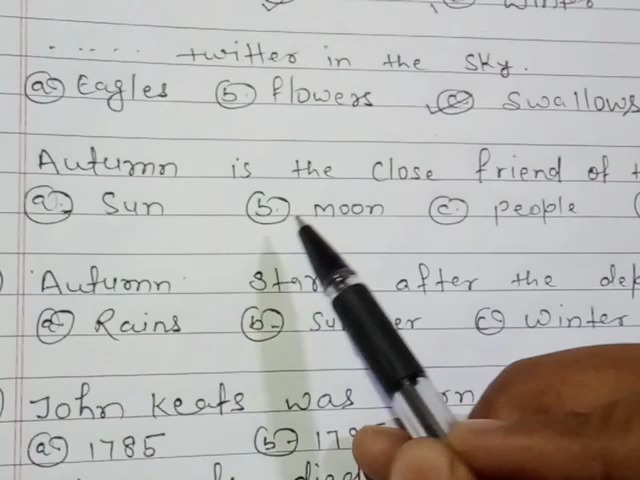 ..... twitter in the sky.
(a) Eagles (b) flowers (c) Swallows
Autumn is the close friend of
(a) Sun (b) moon (c) people
Autumn after the
(a) Rains (c) winter
John Keats was
(a) 1785 (b)